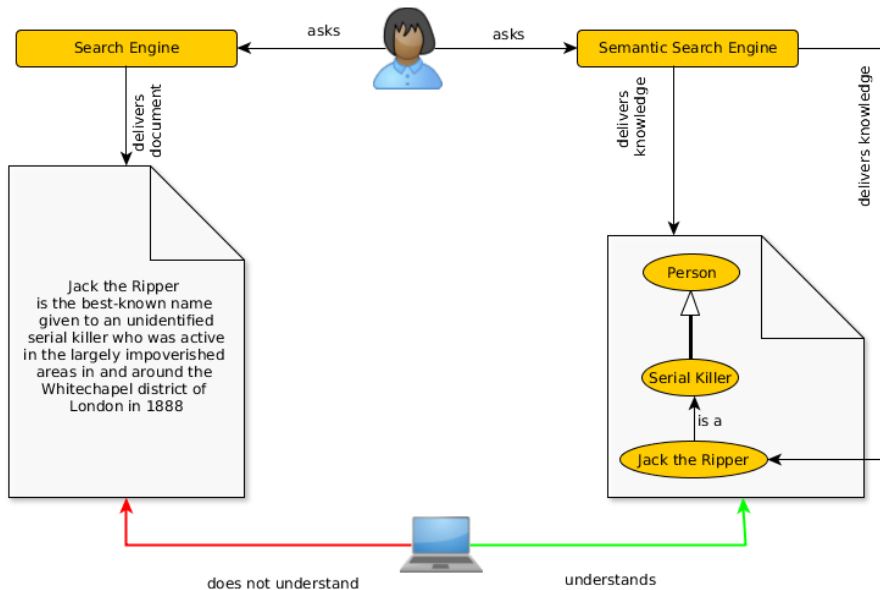 Search Engine
asks
asks
Semantic Search Engine
delivers
document
delivers
knowledge
delivers knowledge
Jack the Ripper
is the best-known name
given to an unidentified
serial killer who was active
in the largely impoverished
areas in and around the
Whitechapel district of
London in 1888
Person
Serial Killer
is a
Jack the Ripper
does not understand
understands